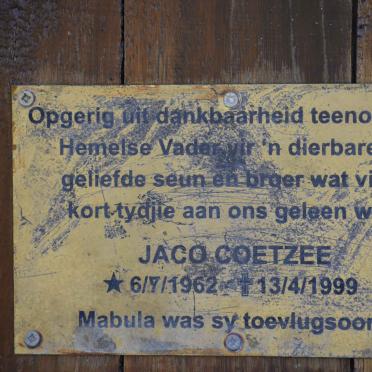 Opgerig uit dankbaarheid teeno
Hemelse Vader vir 'n dierbare
geliefde seun en broer wat vi
kort tydjie aan ons geleen w
JACO COETZEE
★ 6/7/1962 - ✝ 13/4/1999
Mabula was sy toevlugsoor